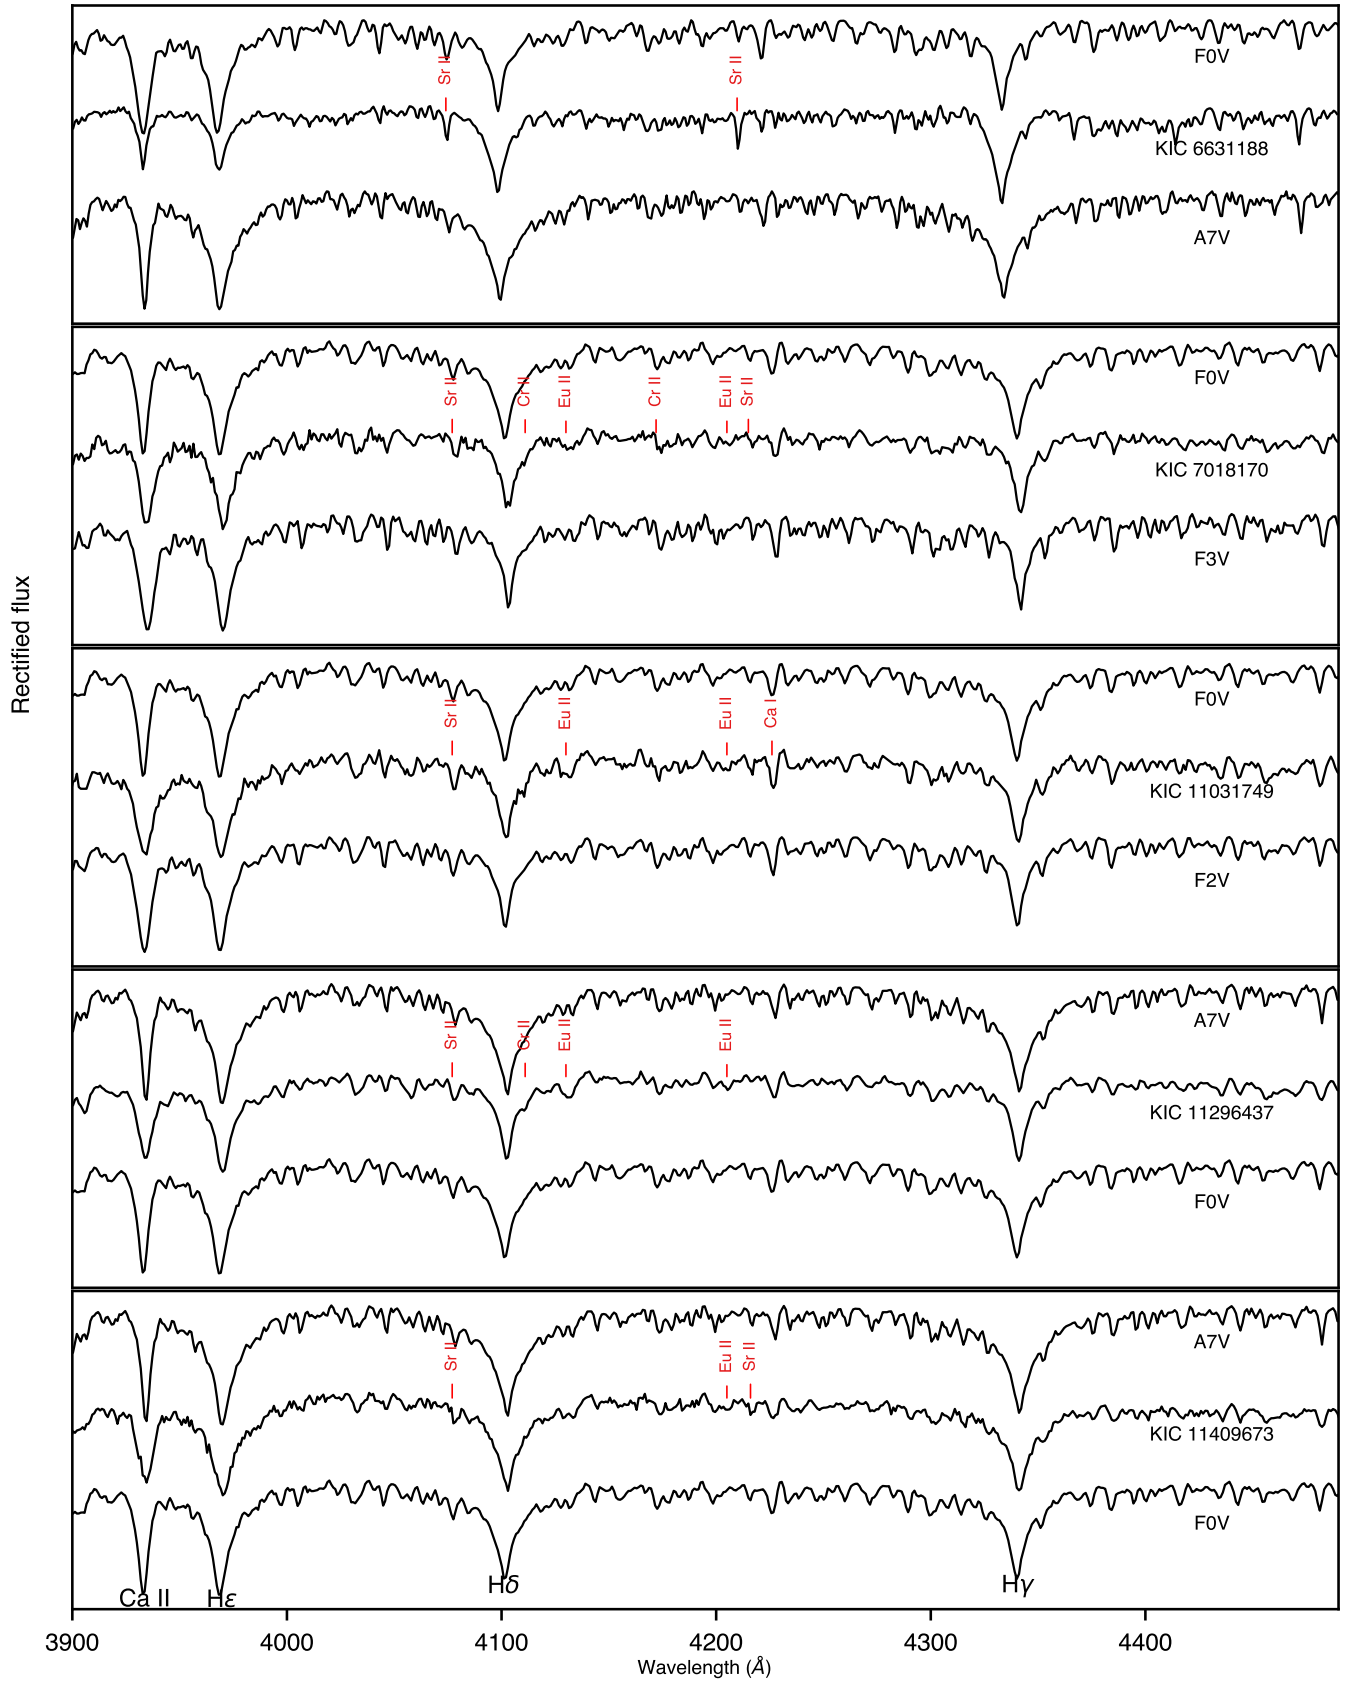 F0V
Sr II
Sr II
KIC 6631188
A7V
F0V
Sr II
Cr II
Eu II
Cr II
Eu II
Sr II
KIC 7018170
F3V
Rectified flux
F0V
Sr II
Eu II
Eu II
Ca I
KIC 11031749
F2V
A7V
Sr II
Cr II
Eu II
Eu II
KIC 11296437
F0V
A7V
Sr II
Eu II
Sr II
KIC 11409673
F0V
Ca II
Hε
Hδ
Hγ
3900 4000 4100 4200 4300 4400
Wavelength (Å)